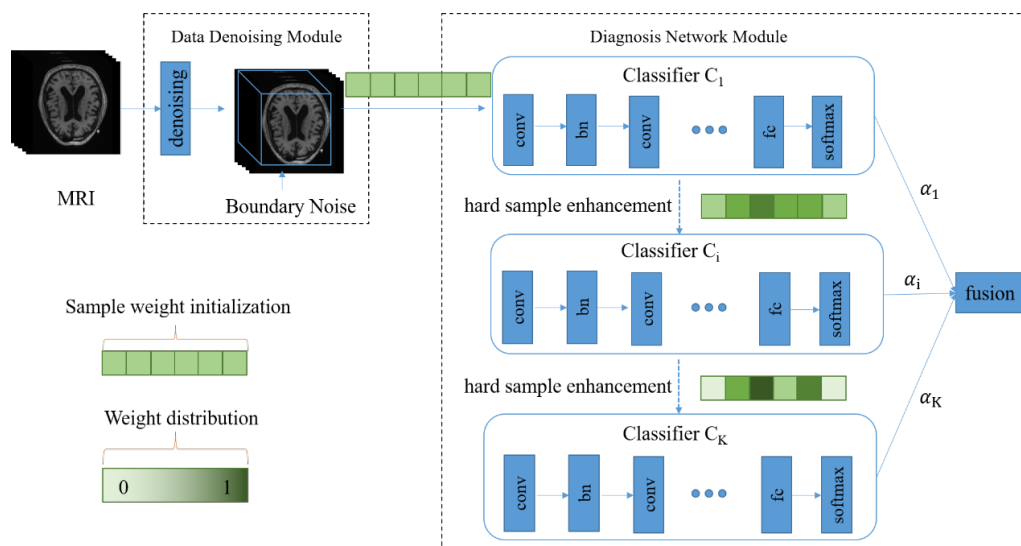 Data Denoising Module
denoising
MRI
Boundary Noise
Sample weight initialization
Weight distribution
0 1
Diagnosis Network Module
Classifier C₁
conv
bn
conv
fc
softmax
hard sample enhancement
Classifier Cᵢ
conv
bn
conv
fc
softmax
hard sample enhancement
Classifier C_K
conv
bn
conv
fc
softmax
α₁
αᵢ
α_K
fusion